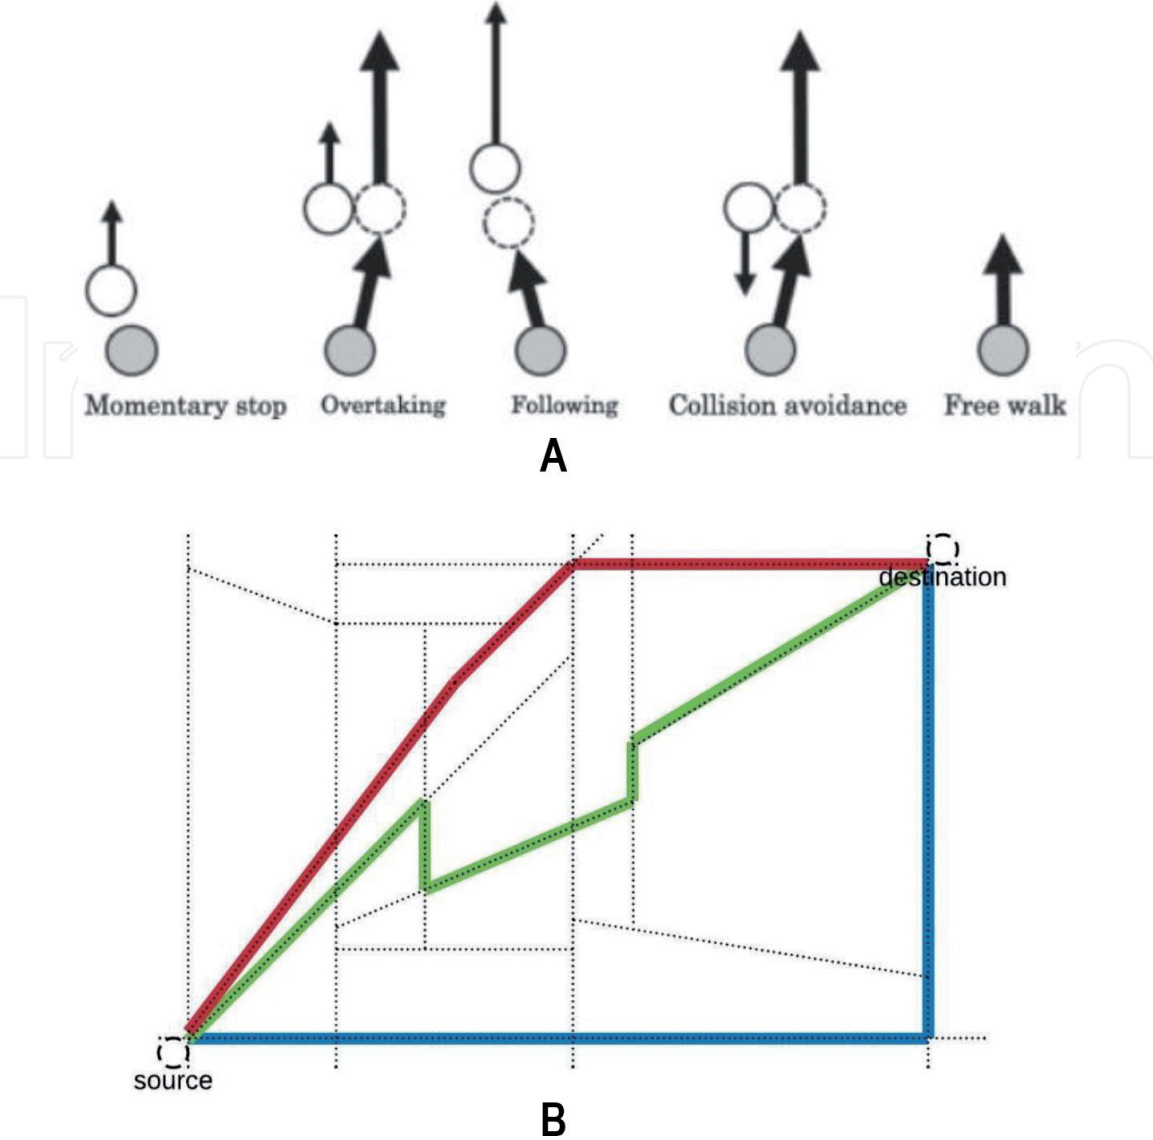 Momentary stop Overtaking Following Collision avoidance Free walk
A
destination
source
B